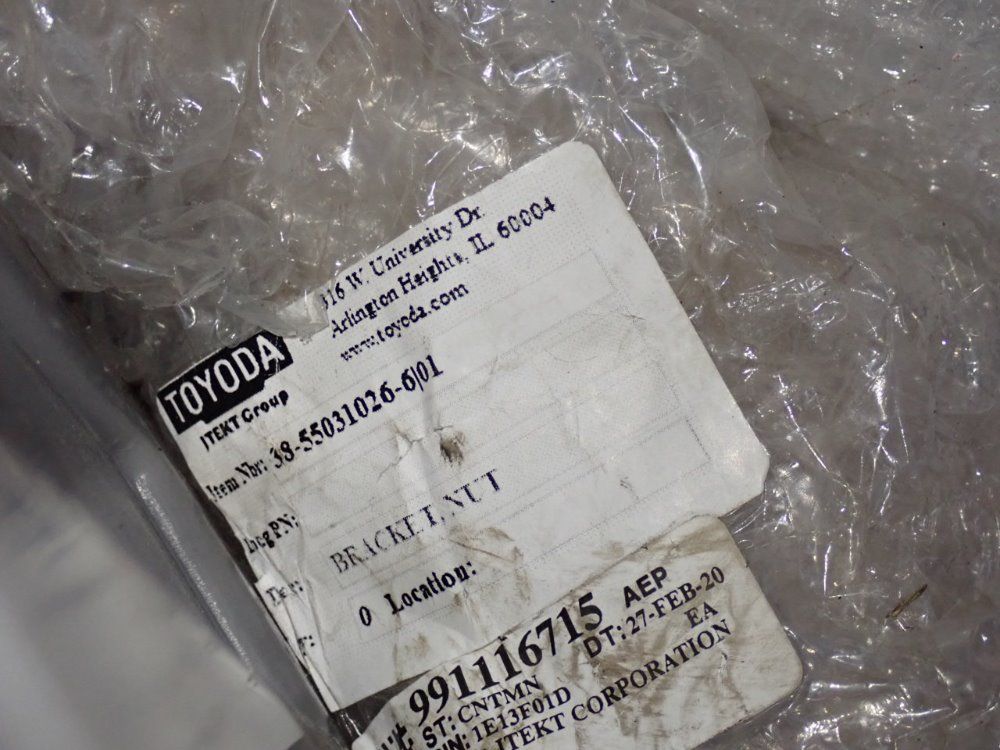 316 W. University Dr.
Arlington Heights, IL 60004
www.toyoda.com
TOYODA
JTEKT Group
Item Nbr: 38-55031026-6|01
PN:
BRACKET, NUT
0 Location:
991116715 AEP
ST: CNTMN DT: 27-FEB-20
1E13F01D EA
JTEKT CORPORATION